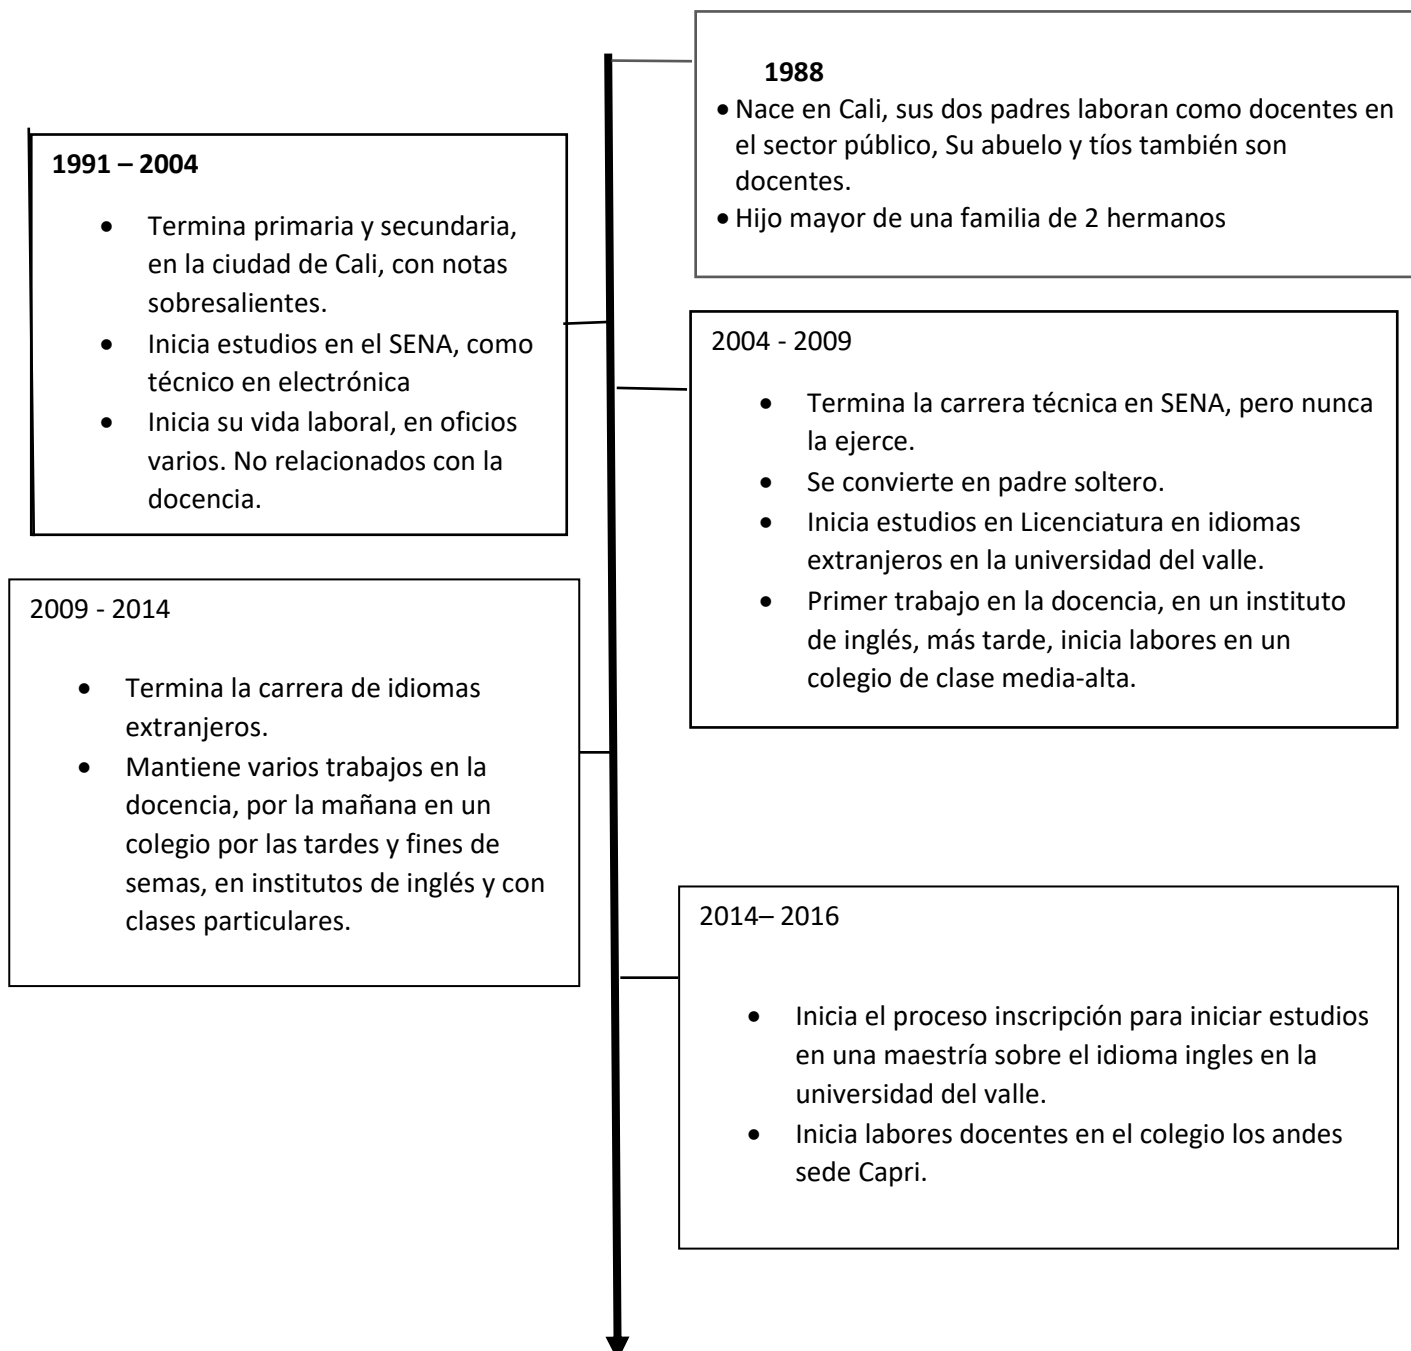 1988
• Nace en Cali, sus dos padres laboran como docentes en
el sector público, Su abuelo y tíos también son
docentes.
• Hijo mayor de una familia de 2 hermanos
1991 – 2004
• Termina primaria y secundaria,
en la ciudad de Cali, con notas
sobresalientes.
• Inicia estudios en el SENA, como
técnico en electrónica
• Inicia su vida laboral, en oficios
varios. No relacionados con la
docencia.
2004 - 2009
• Termina la carrera técnica en SENA, pero nunca
la ejerce.
• Se convierte en padre soltero.
• Inicia estudios en Licenciatura en idiomas
extranjeros en la universidad del valle.
• Primer trabajo en la docencia, en un instituto
de inglés, más tarde, inicia labores en un
colegio de clase media-alta.
2009 - 2014
• Termina la carrera de idiomas
extranjeros.
• Mantiene varios trabajos en la
docencia, por la mañana en un
colegio por las tardes y fines de
semas, en institutos de inglés y con
clases particulares.
2014– 2016
• Inicia el proceso inscripción para iniciar estudios
en una maestría sobre el idioma ingles en la
universidad del valle.
• Inicia labores docentes en el colegio los andes
sede Capri.